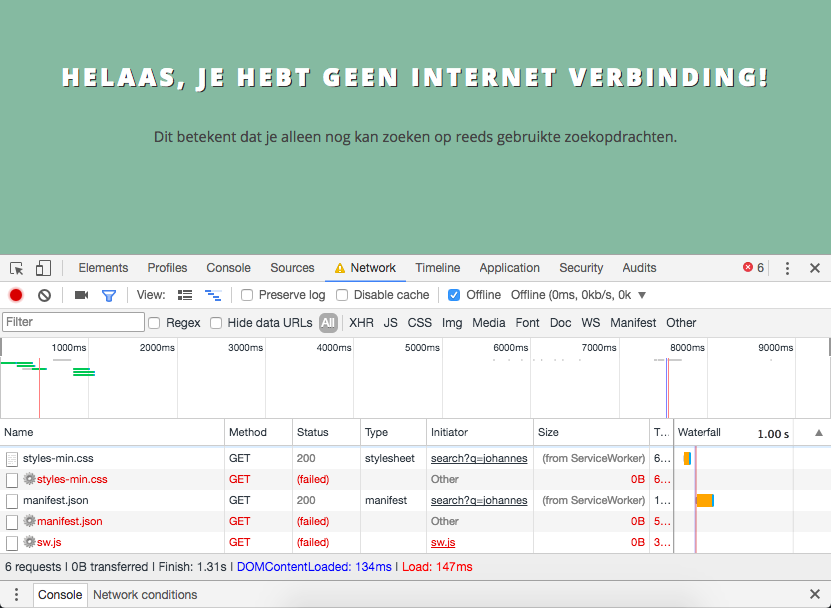 HELAAS, JE HEBT GEEN INTERNET VERBINDING!
Dit betekent dat je alleen nog kan zoeken op reeds gebruikte zoekopdrachten.
Elements Profiles Console Sources Network Timeline Application Security Audits 6
View: Preserve log Disable cache Offline Offline (0ms, 0kb/s, 0k
Filter Regex Hide data URLs All XHR JS CSS Img Media Font Doc WS Manifest Other
1000ms 2000ms 3000ms 4000ms 5000ms 6000ms 7000ms 8000ms 9000ms
Name Method Status Type Initiator Size T... Waterfall 1.00 s
styles-min.css GET 200 stylesheet search?q=johannes (from ServiceWorker) 6...
styles-min.css GET (failed) Other 0B 6...
manifest.json GET 200 manifest search?q=johannes (from ServiceWorker) 1...
manifest.json GET (failed) Other 0B 5...
sw.js GET (failed) sw.js 0B 3...
6 requests | 0B transferred | Finish: 1.31s | DOMContentLoaded: 134ms | Load: 147ms
Console Network conditions